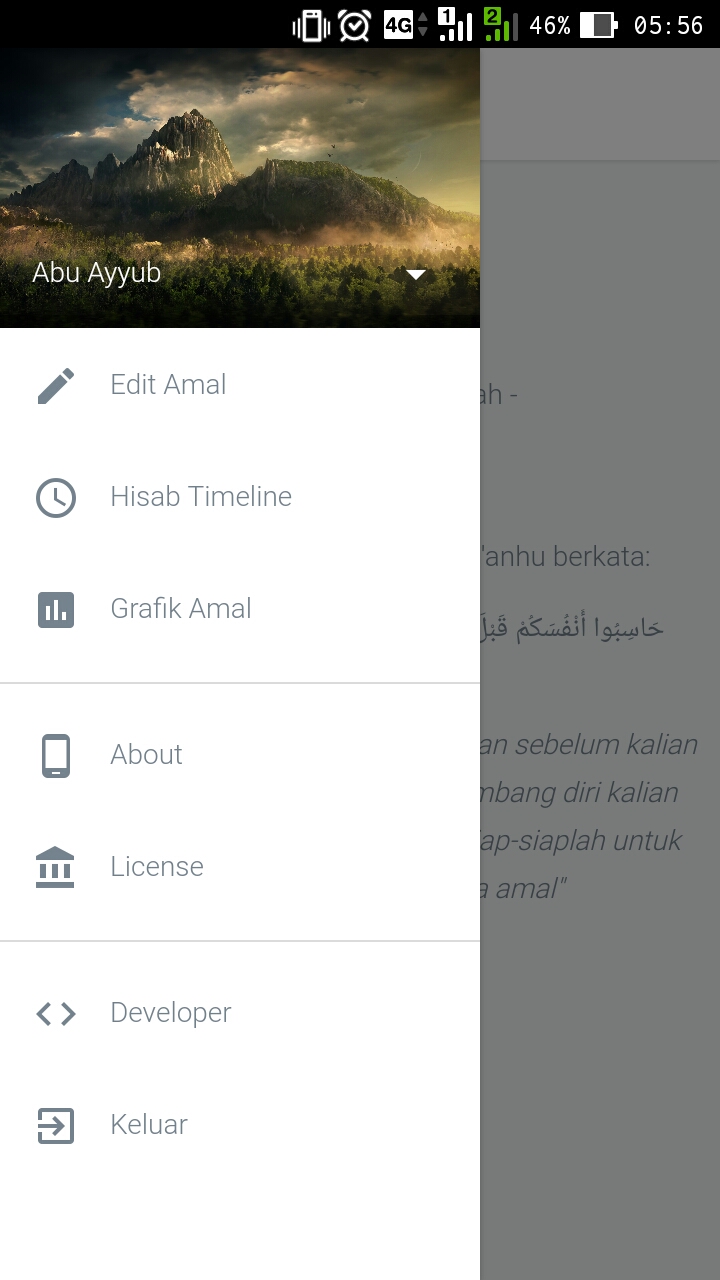 4G 1 2 46% 05:56
Abu Ayyub
Edit Amal
Hisab Timeline
Grafik Amal
About
License
Developer
Keluar
ah -
'anhu berkata:
حَاسِبُوا أَنْفُسَكُمْ قَبْلَ
an sebelum kalian
mbang diri kalian
iap-siaplah untuk
a amal"